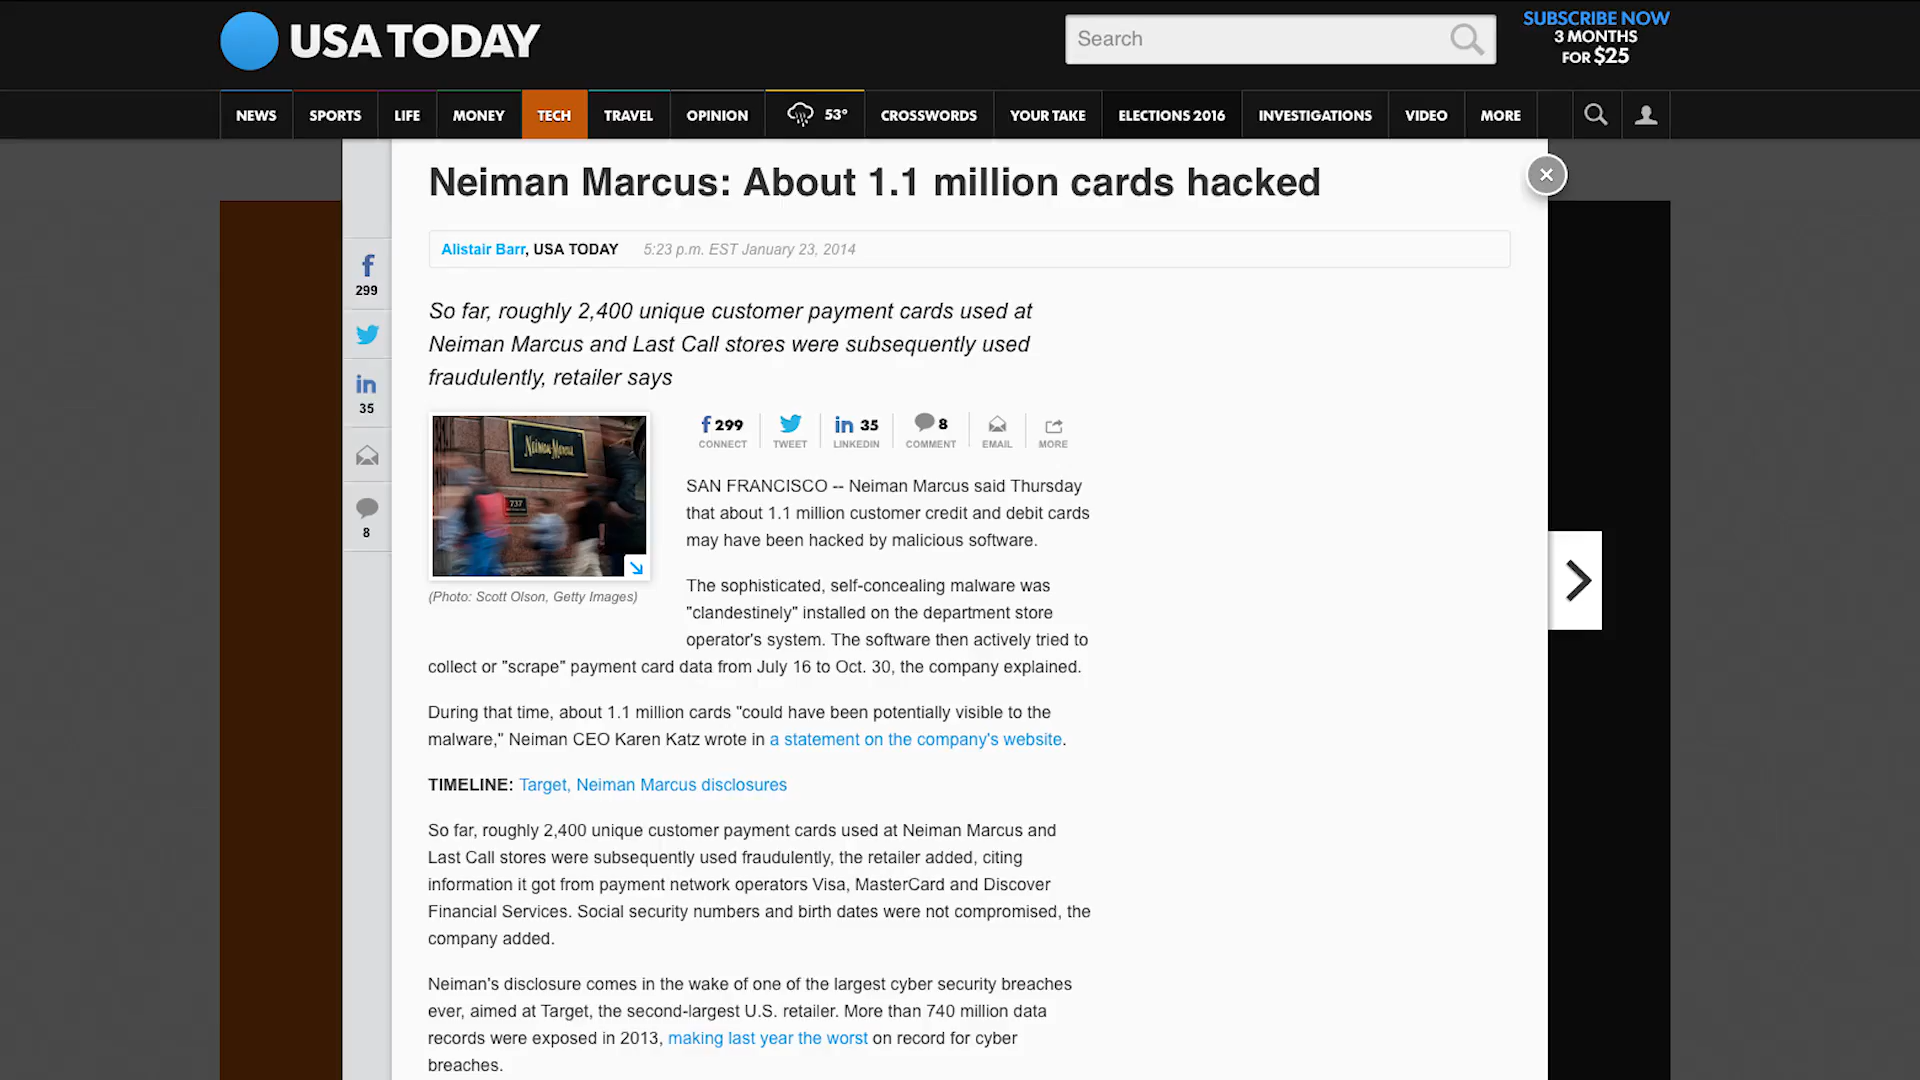 USA TODAY
Search
SUBSCRIBE NOW
3 MONTHS
FOR $25
NEWS SPORTS LIFE MONEY TECH TRAVEL OPINION 53° CROSSWORDS YOUR TAKE ELECTIONS 2016 INVESTIGATIONS VIDEO MORE
Neiman Marcus: About 1.1 million cards hacked
Alistair Barr, USA TODAY 5:23 p.m. EST January 23, 2014
299
35
8
So far, roughly 2,400 unique customer payment cards used at
Neiman Marcus and Last Call stores were subsequently used
fraudulently, retailer says
Neiman Marcus
737
(Photo: Scott Olson, Getty Images)
299 35 8
CONNECT TWEET LINKEDIN COMMENT EMAIL MORE
SAN FRANCISCO -- Neiman Marcus said Thursday
that about 1.1 million customer credit and debit cards
may have been hacked by malicious software.
The sophisticated, self-concealing malware was
"clandestinely" installed on the department store
operator's system. The software then actively tried to
collect or "scrape" payment card data from July 16 to Oct. 30, the company explained.
During that time, about 1.1 million cards "could have been potentially visible to the
malware," Neiman CEO Karen Katz wrote in a statement on the company's website.
TIMELINE: Target, Neiman Marcus disclosures
So far, roughly 2,400 unique customer payment cards used at Neiman Marcus and
Last Call stores were subsequently used fraudulently, the retailer added, citing
information it got from payment network operators Visa, MasterCard and Discover
Financial Services. Social security numbers and birth dates were not compromised, the
company added.
Neiman's disclosure comes in the wake of one of the largest cyber security breaches
ever, aimed at Target, the second-largest U.S. retailer. More than 740 million data
records were exposed in 2013, making last year the worst on record for cyber
breaches.